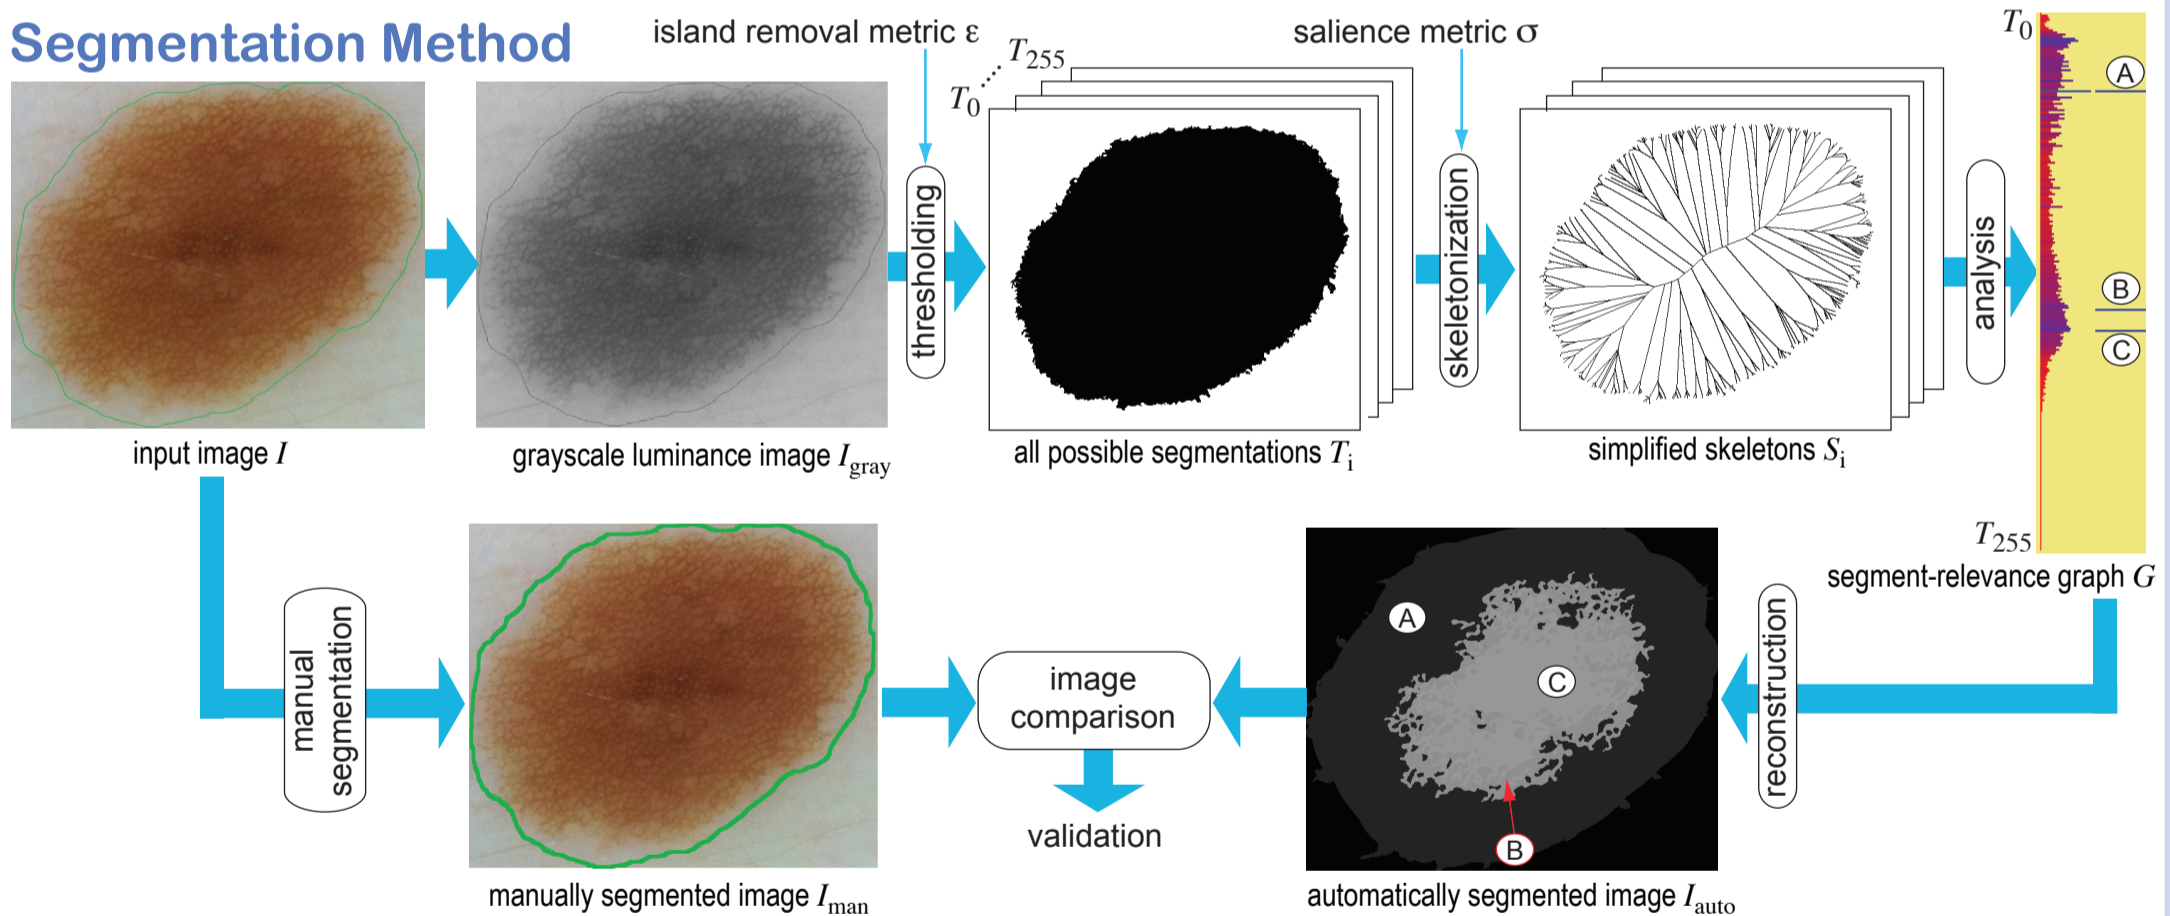 Segmentation Method
island removal metric ε
salience metric σ
T255
T0
thresholding
skeletonization
analysis
T0
A
B
C
T255
input image I
grayscale luminance image Igray
all possible segmentations Ti
simplified skeletons Si
segment-relevance graph G
manual
segmentation
image
comparison
validation
A
C
B
reconstruction
manually segmented image Iman
automatically segmented image Iauto